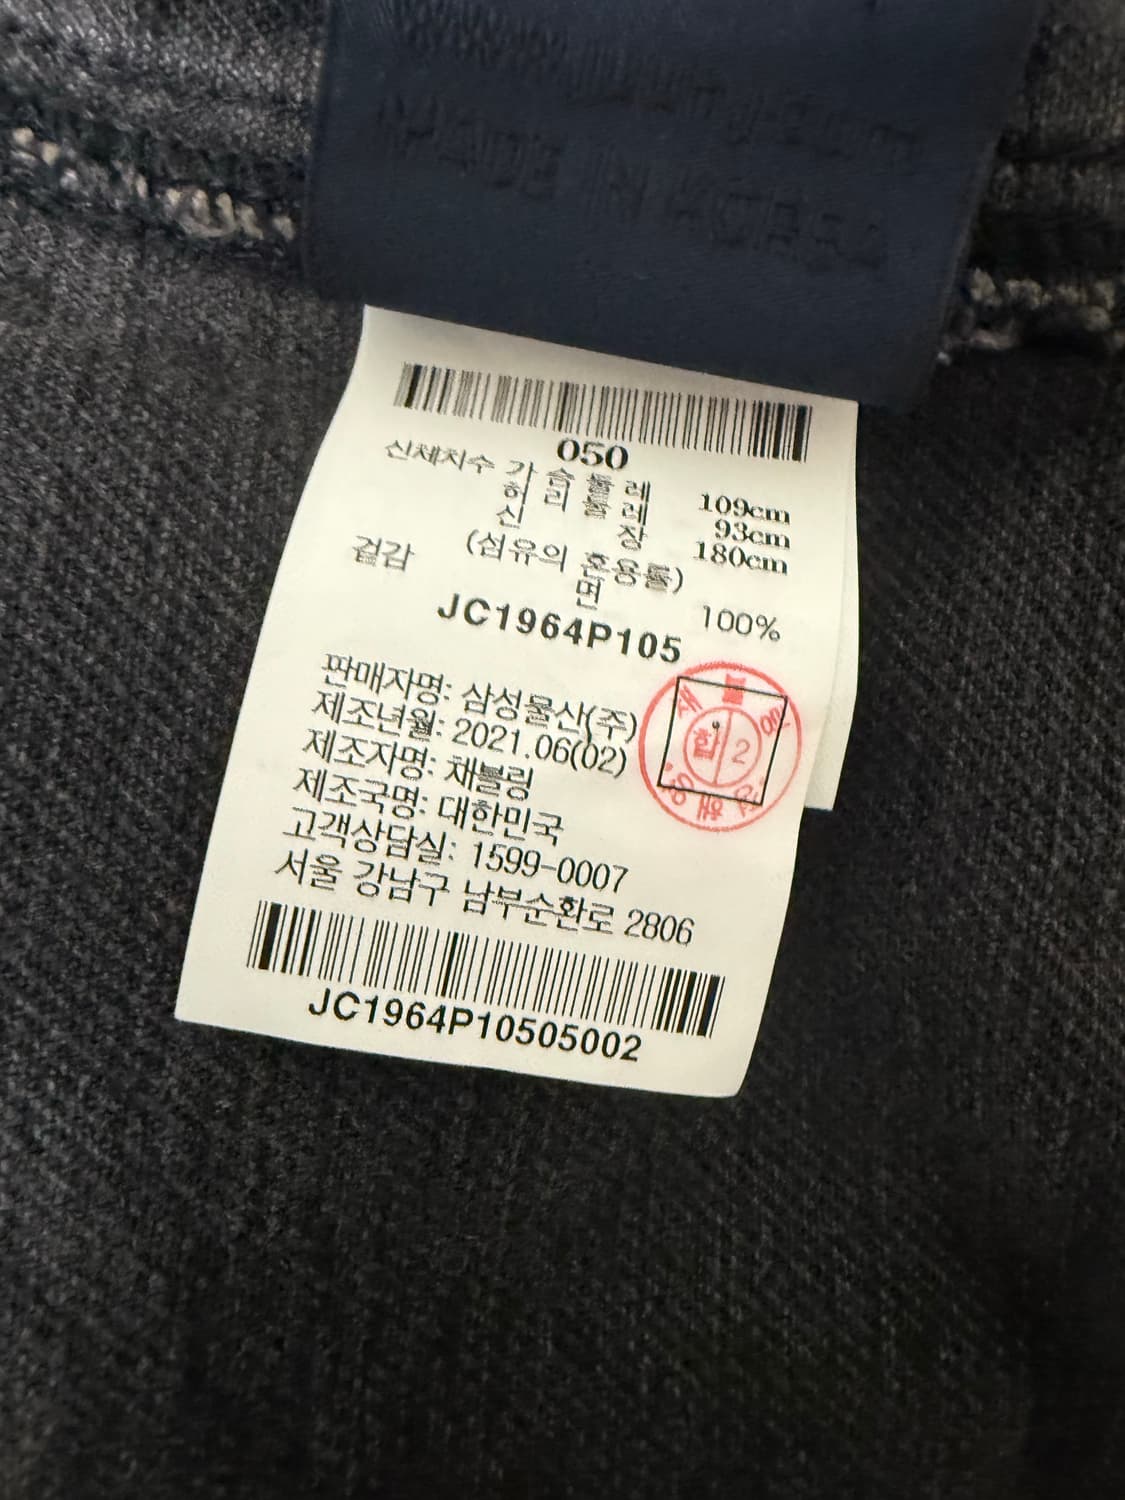 MADE IN KOREA
050
신체치수 가슴둘레 109cm
허리둘레 93cm
신장 180cm
겉감 (섬유의 혼용률)
면 100%
JC1964P105
판매자명: 삼성물산(주)
제조년월: 2021.06(02)
제조자명: 채블링
제조국명: 대한민국
고객상담실: 1599-0007
서울 강남구 남부순환로 2806
JC1964P10505002
합 2